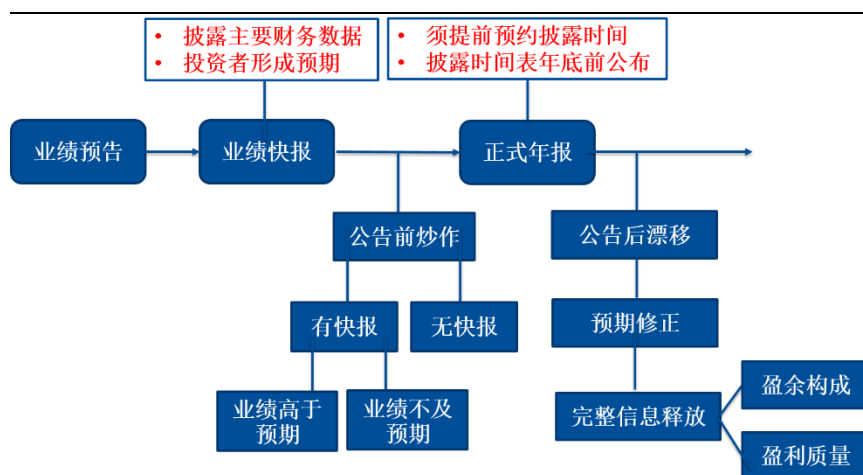 • 披露主要财务数据
• 投资者形成预期
• 须提前预约披露时间
• 披露时间表年底前公布
业绩预告
业绩快报
正式年报
公告前炒作
公告后漂移
有快报
无快报
预期修正
业绩高于
预期
业绩不及
预期
完整信息释放
盈余构成
盈利质量